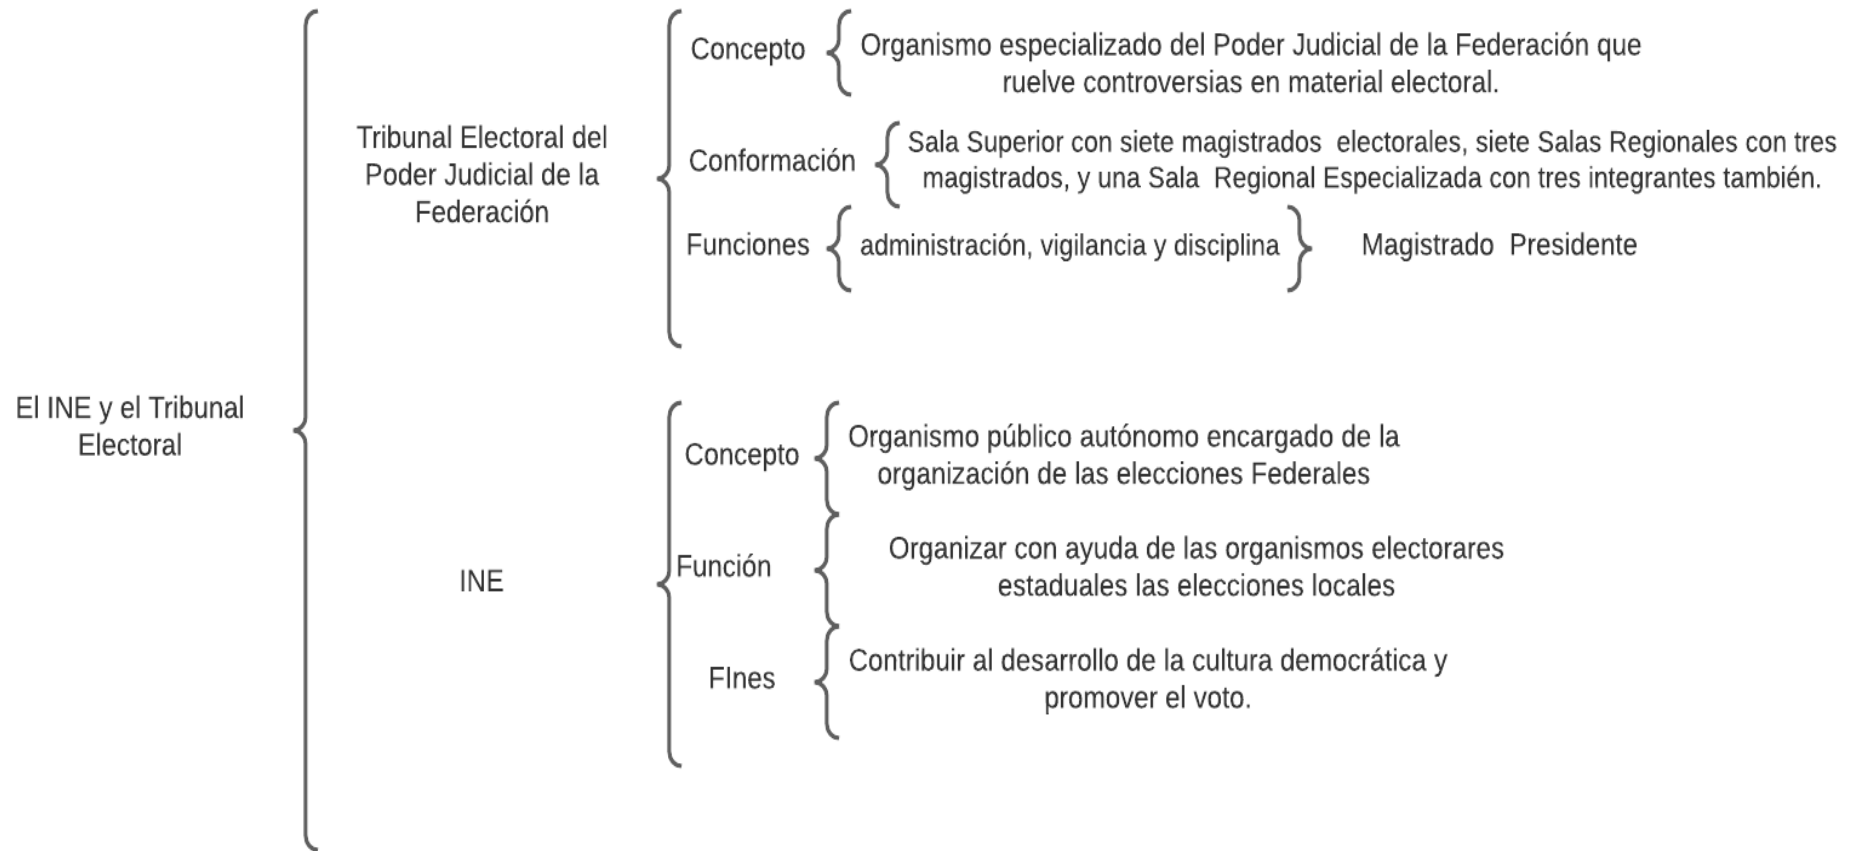 El INE y el Tribunal
Electoral
Tribunal Electoral del
Poder Judicial de la
Federación
Concepto
Organismo especializado del Poder Judicial de la Federación que
ruelve controversias en material electoral.
Conformación
Sala Superior con siete magistrados  electorales, siete Salas Regionales con tres
magistrados, y una Sala  Regional Especializada con tres integrantes también.
Funciones
administración, vigilancia y disciplina
Magistrado  Presidente
INE
Concepto
Organismo público autónomo encargado de la
organización de las elecciones Federales
Función
Organizar con ayuda de las organismos electorares
estaduales las elecciones locales
FInes
Contribuir al desarrollo de la cultura democrática y
promover el voto.